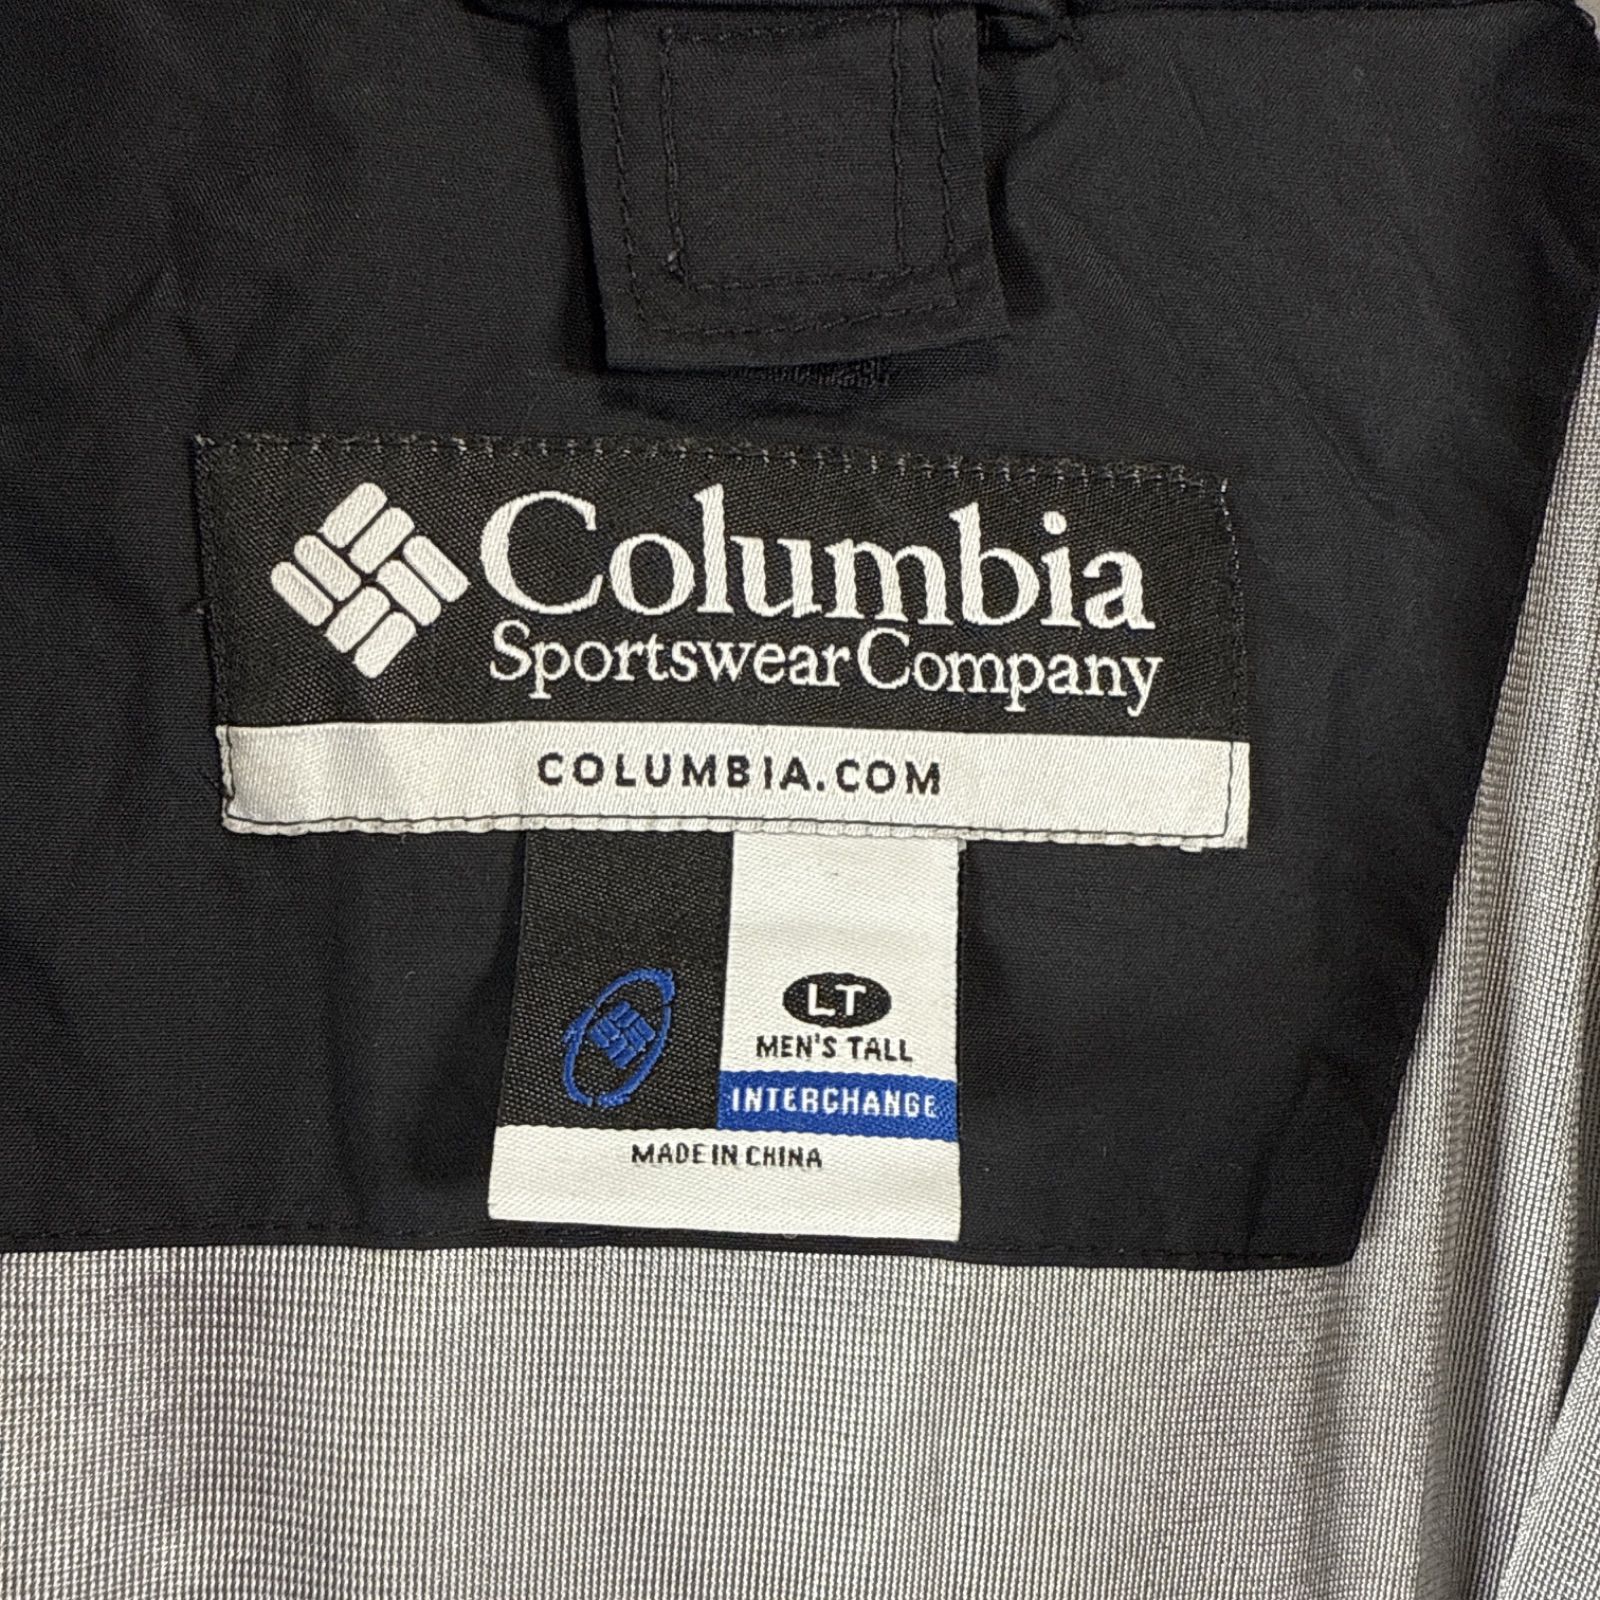 Columbia
Sportswear Company
COLUMBIA.COM
LT
MEN'S TALL
INTERCHANGE
MADE IN CHINA